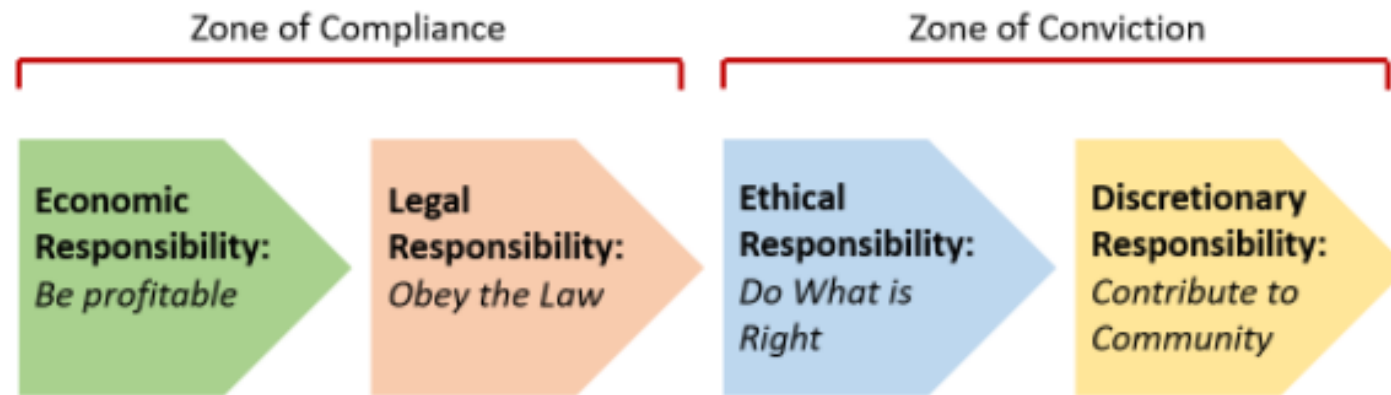 Zone of Compliance
Zone of Conviction
Economic
Responsibility:
Be profitable
Legal
Responsibility:
Obey the Law
Ethical
Responsibility:
Do What is
Right
Discretionary
Responsibility:
Contribute to
Community